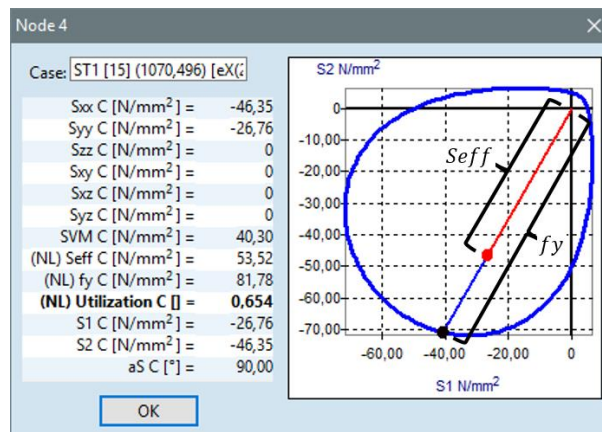 Node 4
Case: ST1 [15] (1070,496) [eX(
Sxx C [N/mm²] = -46,35
Syy C [N/mm²] = -26,76
Szz C [N/mm²] = 0
Sxy C [N/mm²] = 0
Sxz C [N/mm²] = 0
Syz C [N/mm²] = 0
SVM C [N/mm²] = 40,30
(NL) Seff C [N/mm²] = 53,52
(NL) fy C [N/mm²] = 81,78
(NL) Utilization C [] = 0,654
S1 C [N/mm²] = -26,76
S2 C [N/mm²] = -46,35
aS C [°] = 90,00
OK
S2 N/mm²
0
-10,00
-20,00
-30,00
-40,00
-50,00
-60,00
-70,00
Seff
fy
-60,00 -40,00 -20,00 0
S1 N/mm²